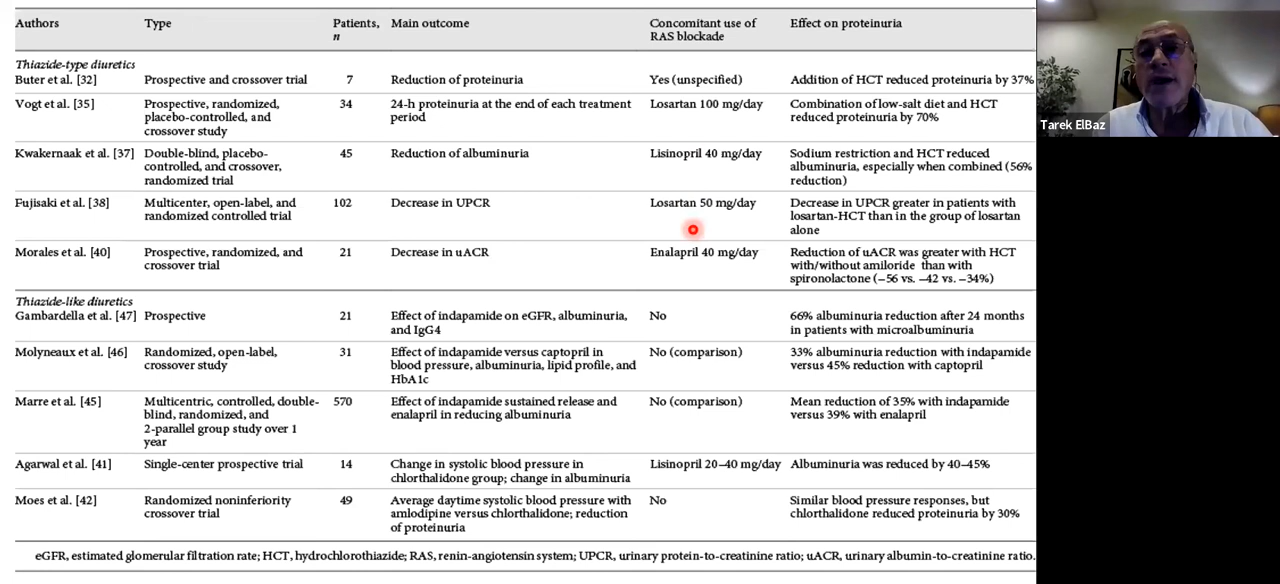 Authors Type Patients, n Main outcome Concomitant use of RAS blockade Effect on proteinuria
Thiazide-type diuretics
Buter et al. [32] Prospective and crossover trial 7 Reduction of proteinuria Yes (unspecified) Addition of HCT reduced proteinuria by 37%
Vogt et al. [35] Prospective, randomized, placebo-controlled, and crossover study 34 24-h proteinuria at the end of each treatment period Losartan 100 mg/day Combination of low-salt diet and HCT reduced proteinuria by 70%
Kwakernaak et al. [37] Double-blind, placebo-controlled, and crossover, randomized trial 45 Reduction of albuminuria Lisinopril 40 mg/day Sodium restriction and HCT reduced albuminuria, especially when combined (56% reduction)
Fujisaki et al. [38] Multicenter, open-label, and randomized controlled trial 102 Decrease in UPCR Losartan 50 mg/day Decrease in UPCR greater in patients with losartan-HCT than in the group of losartan alone
Morales et al. [40] Prospective, randomized, and crossover trial 21 Decrease in uACR Enalapril 40 mg/day Reduction of uACR was greater with HCT with/without amiloride than with spironolactone (–56 vs. –42 vs. –34%)
Thiazide-like diuretics
Gambardella et al. [47] Prospective 21 Effect of indapamide on eGFR, albuminuria, and IgG4 No 66% albuminuria reduction after 24 months in patients with microalbuminuria
Molyneaux et al. [46] Randomized, open-label, crossover study 31 Effect of indapamide versus captopril in blood pressure, albuminuria, lipid profile, and HbA1c No (comparison) 33% albuminuria reduction with indapamide versus 45% reduction with captopril
Marre et al. [45] Multicentric, controlled, double-blind, randomized, and 2-parallel group study over 1 year 570 Effect of indapamide sustained release and enalapril in reducing albuminuria No (comparison) Mean reduction of 35% with indapamide versus 39% with enalapril
Agarwal et al. [41] Single-center prospective trial 14 Change in systolic blood pressure in chlorthalidone group; change in albuminuria Lisinopril 20–40 mg/day Albuminuria was reduced by 40–45%
Moes et al. [42] Randomized noninferiority crossover trial 49 Average daytime systolic blood pressure with amlodipine versus chlorthalidone; reduction of proteinuria No Similar blood pressure responses, but chlorthalidone reduced proteinuria by 30%
eGFR, estimated glomerular filtration rate; HCT, hydrochlorothiazide; RAS, renin-angiotensin system; UPCR, urinary protein-to-creatinine ratio; uACR, urinary albumin-to-creatinine ratio.
Tarek ElBaz